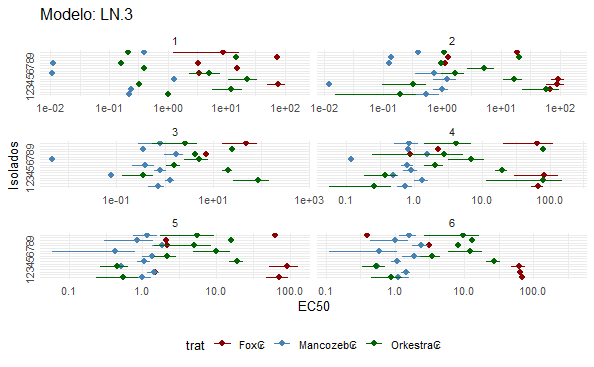 Modelo: LN.3
1
2
123456789
1e-02 1e-01 1e+00 1e+01 1e+02
1e-02 1e-01 1e+00 1e+01 1e+02
3
4
Isolados
123456789
1e-01 1e+01 1e+03
0.1 1.0 10.0 100.0
5
6
123456789
0.1 1.0 10.0 100.0
0.1 1.0 10.0 100.0
EC50
trat Fox₢ Mancozeb₢ Orkestra₢